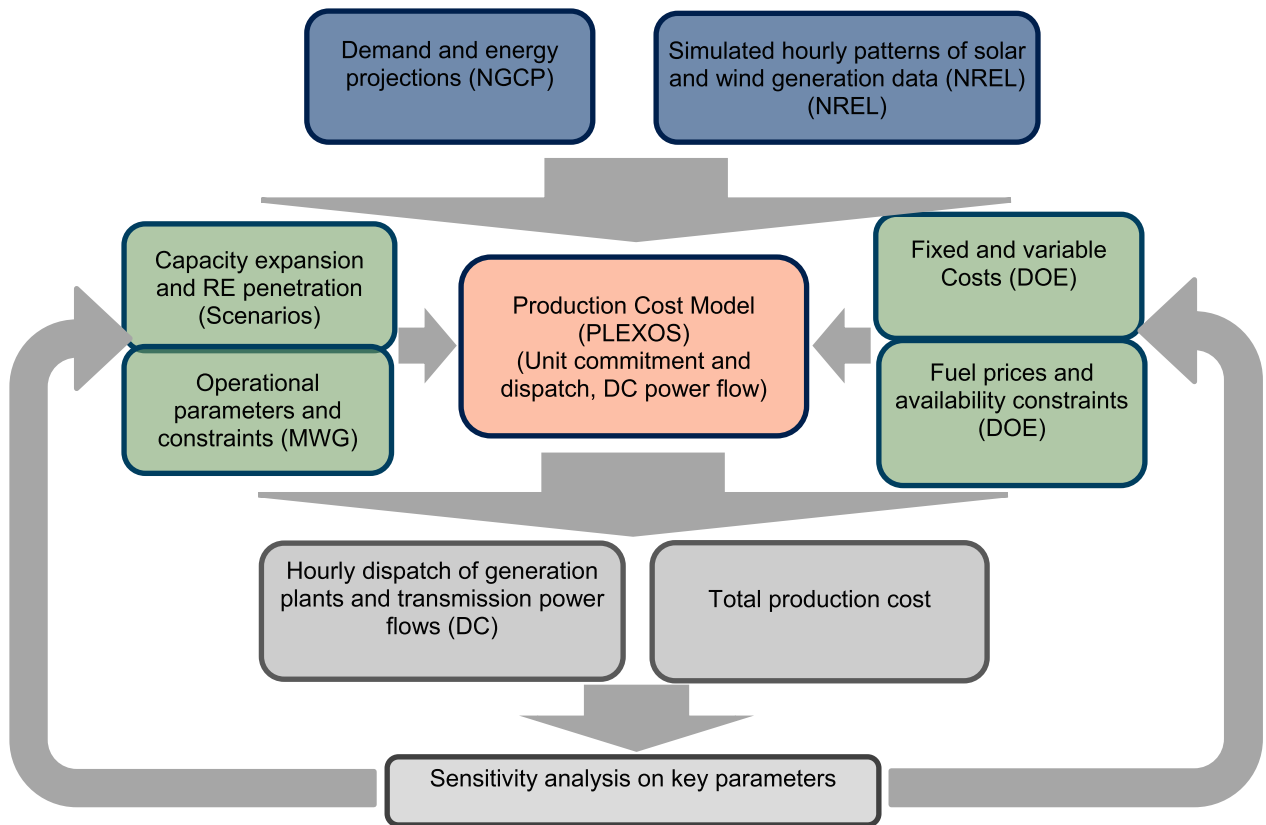 Demand and energy
projections (NGCP)
Simulated hourly patterns of solar
and wind generation data (NREL)
(NREL)
Capacity expansion
and RE penetration
(Scenarios)
Operational
parameters and
constraints (MWG)
Production Cost Model
(PLEXOS)
(Unit commitment and
dispatch, DC power flow)
Fixed and variable
Costs (DOE)
Fuel prices and
availability constraints
(DOE)
Hourly dispatch of generation
plants and transmission power
flows (DC)
Total production cost
Sensitivity analysis on key parameters